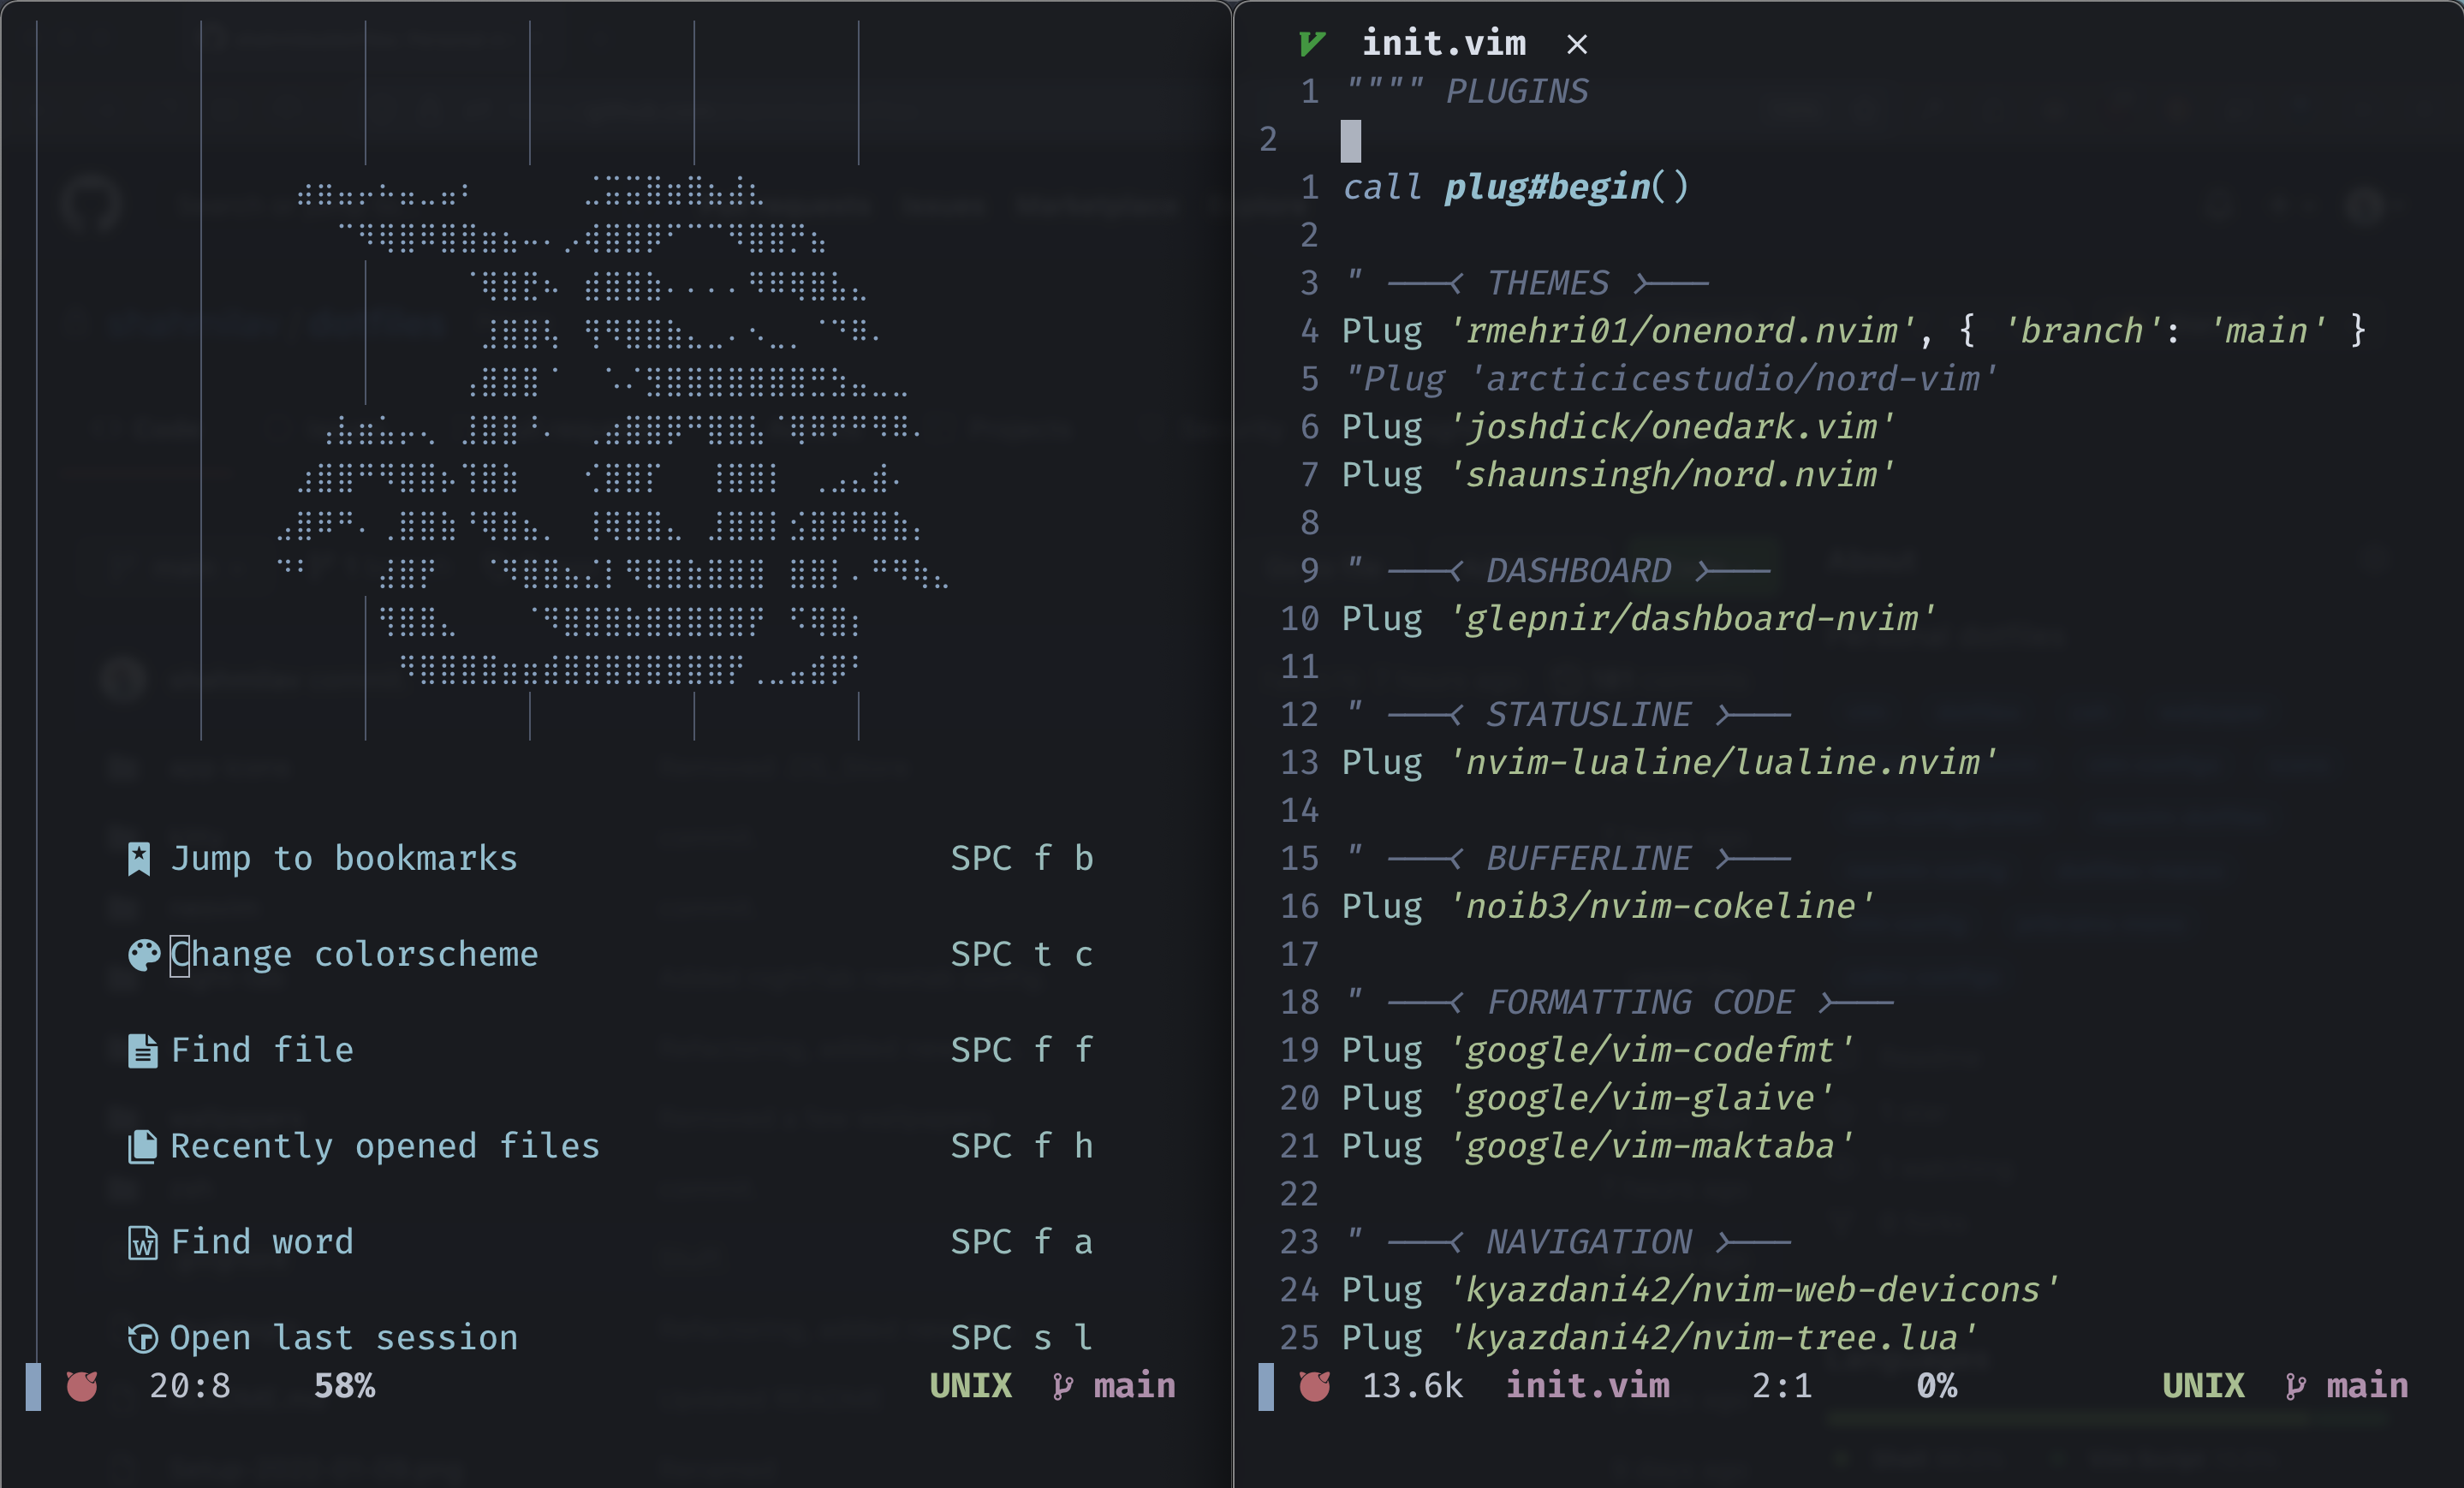 Jump to bookmarks SPC f b
Change colorscheme SPC t c
Find file SPC f f
Recently opened files SPC f h
Find word SPC f a
Open last session SPC s l
20:8 58% UNIX main
init.vim ×
1 """" PLUGINS
2
1 call plug#begin()
2
3 " ───< THEMES >───
4 Plug 'rmehri01/onenord.nvim', { 'branch': 'main' }
5 "Plug 'arcticicestudio/nord-vim'
6 Plug 'joshdick/onedark.vim'
7 Plug 'shaunsingh/nord.nvim'
8
9 " ───< DASHBOARD >───
10 Plug 'glepnir/dashboard-nvim'
11
12 " ───< STATUSLINE >───
13 Plug 'nvim-lualine/lualine.nvim'
14
15 " ───< BUFFERLINE >───
16 Plug 'noib3/nvim-cokeline'
17
18 " ───< FORMATTING CODE >───
19 Plug 'google/vim-codefmt'
20 Plug 'google/vim-glaive'
21 Plug 'google/vim-maktaba'
22
23 " ───< NAVIGATION >───
24 Plug 'kyazdani42/nvim-web-devicons'
25 Plug 'kyazdani42/nvim-tree.lua'
13.6k init.vim 2:1 0% UNIX main